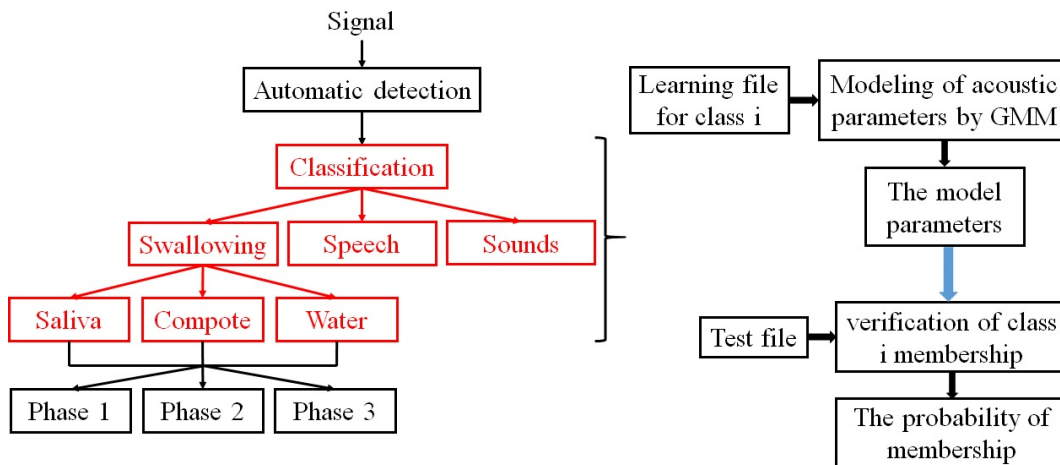 Signal
Automatic detection
Classification
Swallowing
Speech
Sounds
Saliva
Compote
Water
Phase 1
Phase 2
Phase 3
Learning file
for class i
Modeling of acoustic
parameters by GMM
The model
parameters
Test file
verification of class
i membership
The probability of
membership